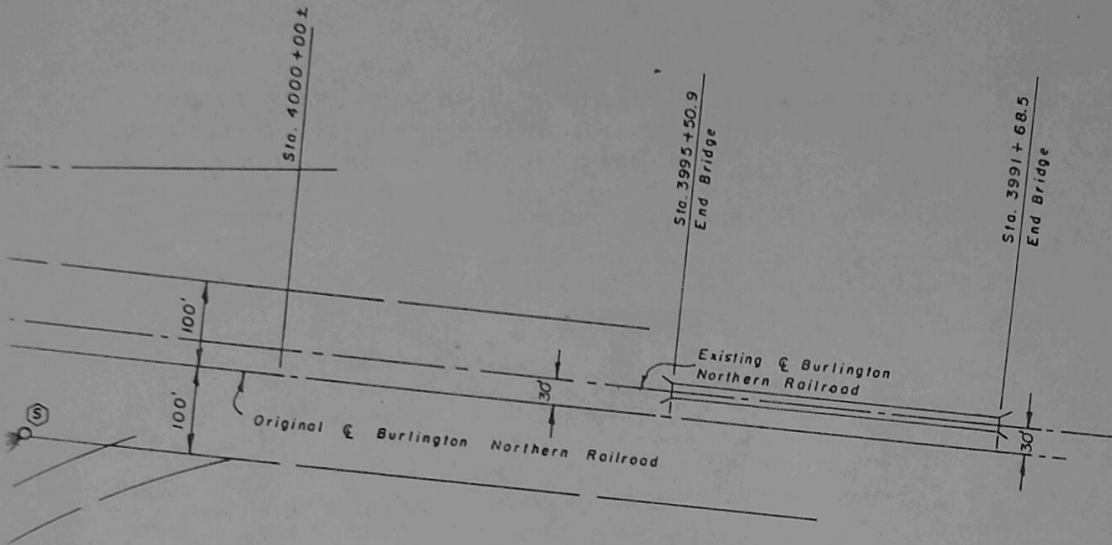 Sta. 4000+00±
Sta. 3995+50.9
End Bridge
Sta. 3991+68.5
End Bridge
100'
100'
30'
Existing ℄ Burlington
Northern Railroad
Original ℄ Burlington Northern Railroad
30'
S